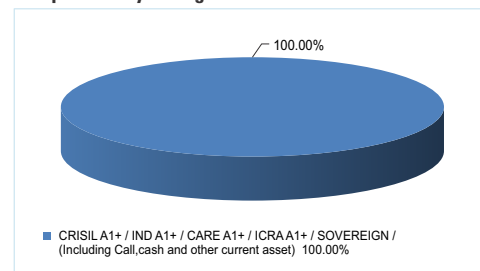 100.00%
CRISIL A1+ / IND A1+ / CARE A1+ / ICRA A1+ / SOVEREIGN /
(Including Call,cash and other current asset) 100.00%